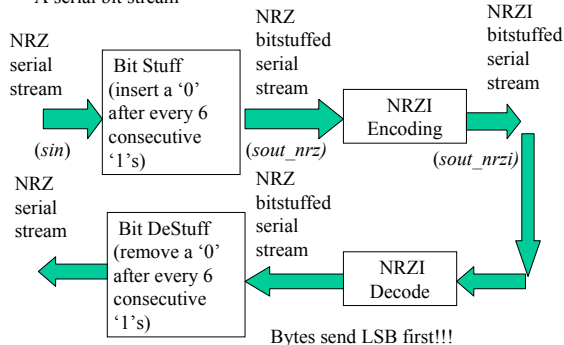 A serial bit stream
NRZ
serial
stream
(sin)
Bit Stuff
(insert a ‘0’
after every 6
consecutive
‘1’s)
NRZ
bitstuffed
serial
stream
(sout_nrz)
NRZI
Encoding
NRZI
bitstuffed
serial
stream
(sout_nrzi)
NRZ
serial
stream
Bit DeStuff
(remove a ‘0’
after every 6
consecutive
‘1’s)
NRZ
bitstuffed
serial
stream
NRZI
Decode
Bytes send LSB first!!!